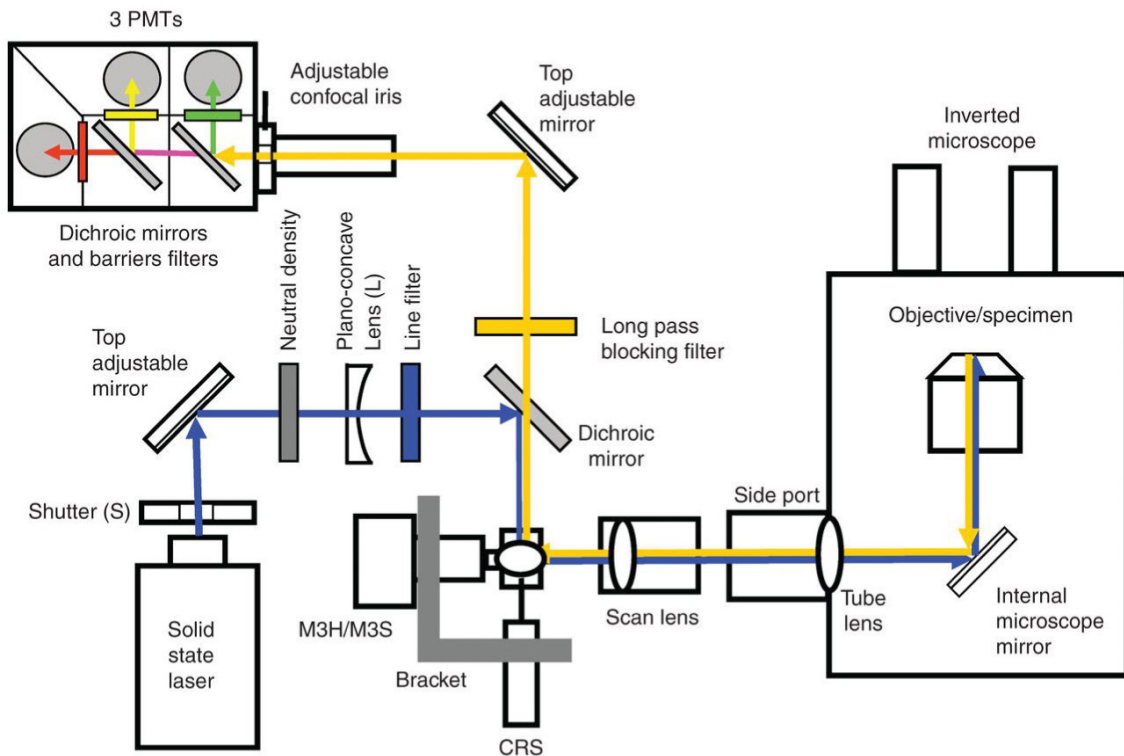 3 PMTs
Adjustable
confocal iris
Top
adjustable
mirror
Inverted
microscope
Dichroic mirrors
and barriers filters
Neutral density
Plano-concave
Lens (L)
Line filter
Long pass
blocking filter
Objective/specimen
Top
adjustable
mirror
Dichroic
mirror
Shutter (S)
Side port
M3H/M3S
Scan lens
Tube
lens
Internal
microscope
mirror
Solid
state
laser
Bracket
CRS